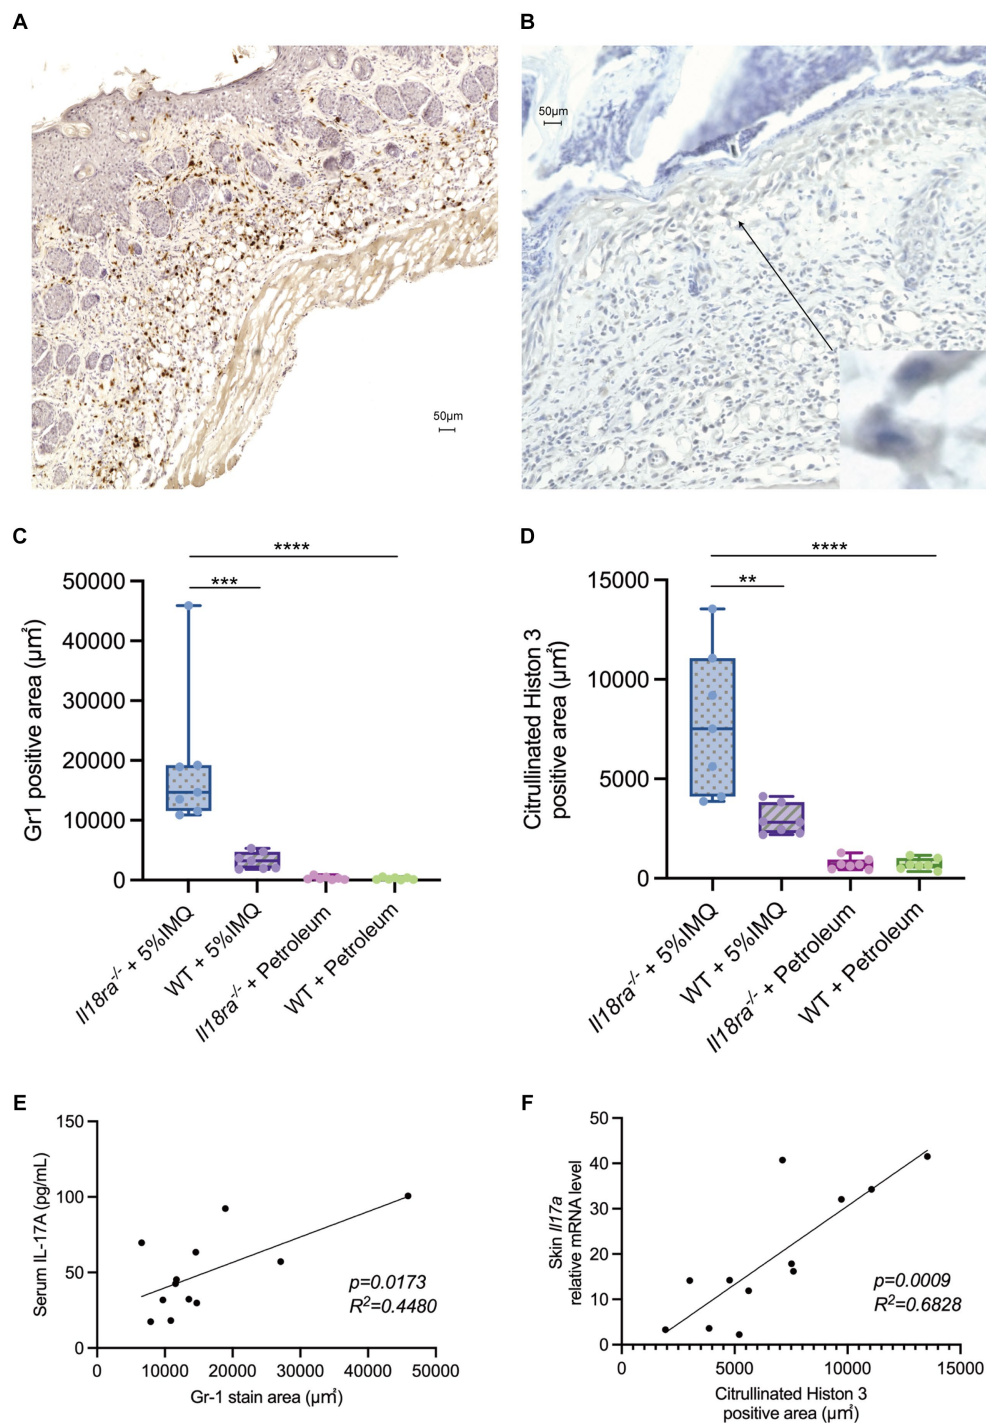 A
B
50μm
50μm
C
D
****
***
50000
40000
30000
20000
10000
0
Gr1 positive area (μm²)
Il18ra-/- + 5%IMQ
WT + 5%IMQ
Il18ra-/- + Petroleum
WT + Petroleum
****
**
15000
10000
5000
0
Citrullinated Histon 3
positive area (μm²)
Il18ra-/- + 5%IMQ
WT + 5%IMQ
Il18ra-/- + Petroleum
WT + Petroleum
E
F
150
100
50
0
Serum IL-17A (pg/mL)
p=0.0173
R²=0.4480
0 10000 20000 30000 40000 50000
Gr-1 stain area (μm²)
50
40
30
20
10
0
Skin Il17a
relative mRNA level
p=0.0009
R²=0.6828
0 5000 10000 15000
Citrullinated Histon 3
positive area (μm²)